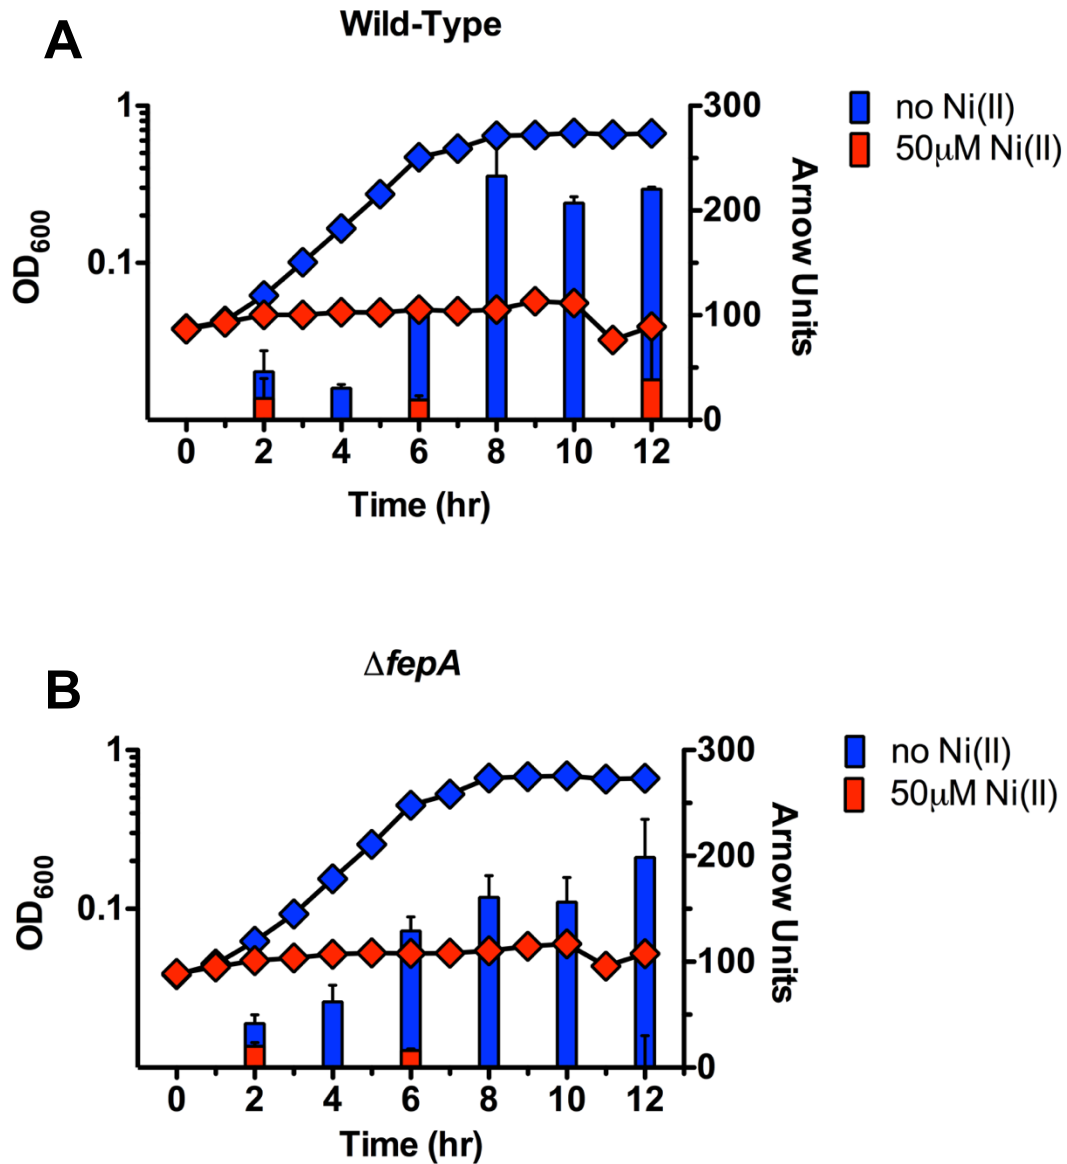 A
Wild-Type
1
0.1
OD600
300
200
100
0
Arnow Units
no Ni(II)
50μM Ni(II)
0 2 4 6 8 10 12
Time (hr)
B
ΔfepA
1
0.1
OD600
300
200
100
0
Arnow Units
no Ni(II)
50μM Ni(II)
0 2 4 6 8 10 12
Time (hr)